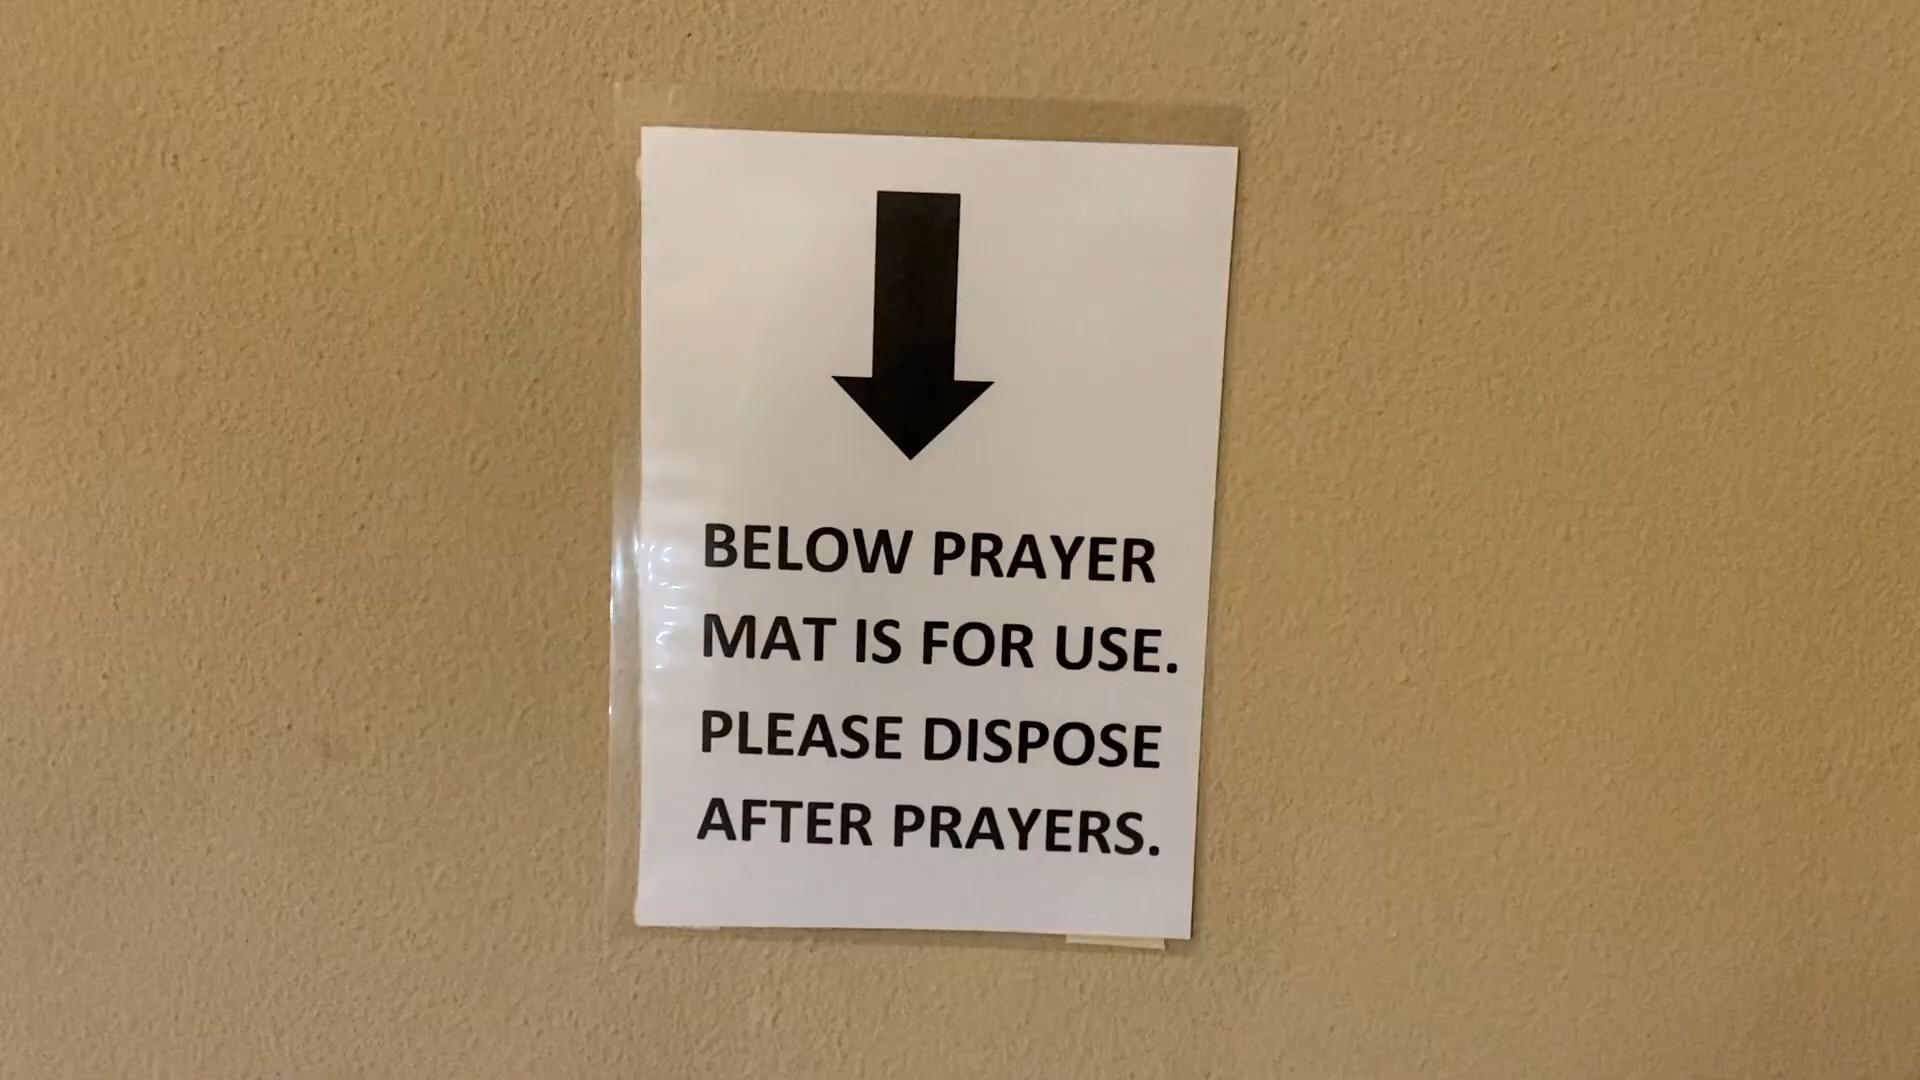 BELOW PRAYER
MAT IS FOR USE.
PLEASE DISPOSE
AFTER PRAYERS.